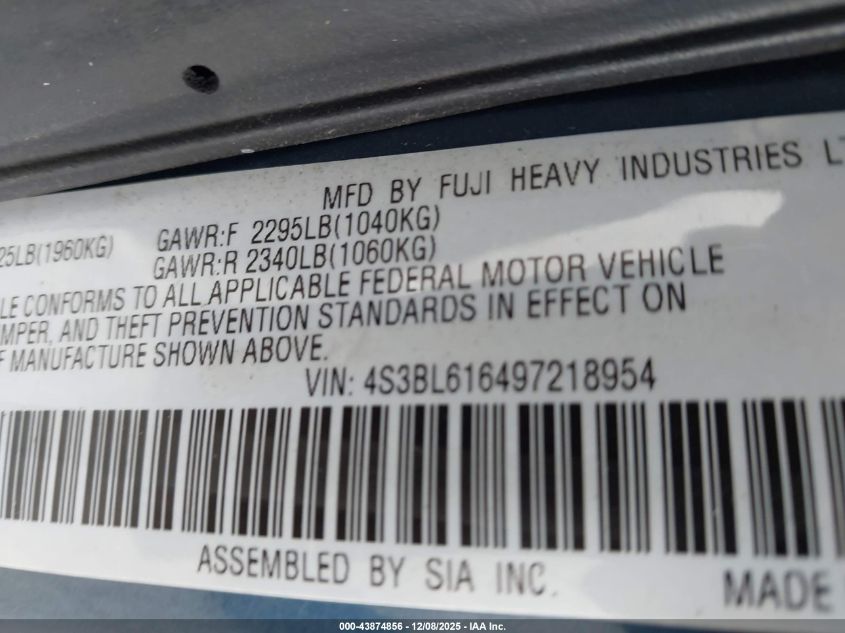 MFD BY FUJI HEAVY INDUSTRIES
25LB(1960KG) GAWR:F 2295LB(1040KG)
GAWR:R 2340LB(1060KG)
LE CONFORMS TO ALL APPLICABLE FEDERAL MOTOR VEHICLE
MPER, AND THEFT PREVENTION STANDARDS IN EFFECT ON
F MANUFACTURE SHOWN ABOVE.
VIN: 4S3BL616497218954
ASSEMBLED BY SIA INC.
MADE
000-43874856 - 12/08/2025 - IAA Inc.